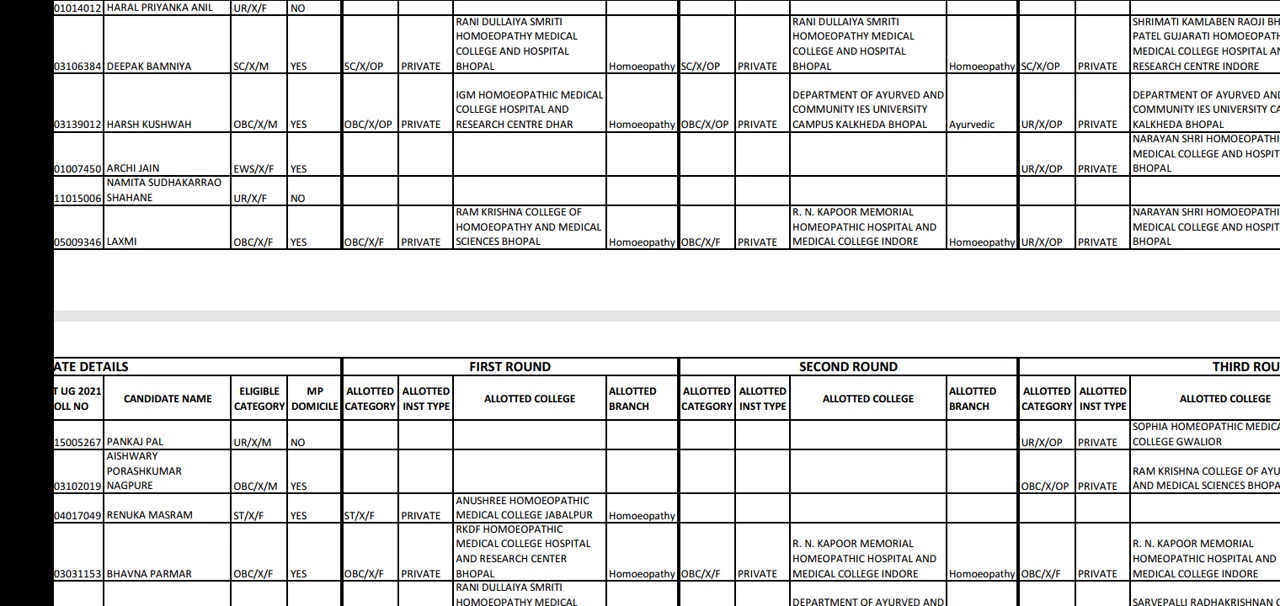 01014012 HARAL PRIYANKA ANIL UR/X/F NO
03106384 DEEPAK BAMNIYA SC/X/M YES SC/X/OP PRIVATE RANI DULLAIYA SMRITI HOMOEOPATHY MEDICAL COLLEGE AND HOSPITAL BHOPAL Homoeopathy SC/X/OP PRIVATE RANI DULLAIYA SMRITI HOMOEOPATHY MEDICAL COLLEGE AND HOSPITAL BHOPAL Homoeopathy SC/X/OP PRIVATE SHRIMATI KAMLABEN RAOJI BH PATEL GUJARATI HOMOEOPATH MEDICAL COLLEGE HOSPITAL AN RESEARCH CENTRE INDORE
03139012 HARSH KUSHWAH OBC/X/M YES OBC/X/OP PRIVATE IGM HOMOEOPATHIC MEDICAL COLLEGE HOSPITAL AND RESEARCH CENTRE DHAR Homoeopathy OBC/X/OP PRIVATE DEPARTMENT OF AYURVED AND COMMUNITY IES UNIVERSITY CAMPUS KALKHEDA BHOPAL Ayurvedic UR/X/OP PRIVATE DEPARTMENT OF AYURVED AND COMMUNITY IES UNIVERSITY CA KALKHEDA BHOPAL
01007450 ARCHI JAIN EWS/X/F YES UR/X/OP PRIVATE NARAYAN SHRI HOMOEOPATHI MEDICAL COLLEGE AND HOSPIT BHOPAL
11015006 NAMITA SUDHAKARRAO SHAHANE UR/X/F NO
05009346 LAXMI OBC/X/F YES OBC/X/F PRIVATE RAM KRISHNA COLLEGE OF HOMOEOPATHY AND MEDICAL SCIENCES BHOPAL Homoeopathy OBC/X/F PRIVATE R. N. KAPOOR MEMORIAL HOMEOPATHIC HOSPITAL AND MEDICAL COLLEGE INDORE Homoeopathy UR/X/OP PRIVATE NARAYAN SHRI HOMOEOPATHI MEDICAL COLLEGE AND HOSPIT BHOPAL
ATE DETAILS FIRST ROUND SECOND ROUND THIRD ROU
T UG 2021 OLL NO CANDIDATE NAME ELIGIBLE CATEGORY MP DOMICILE ALLOTTED CATEGORY ALLOTTED INST TYPE ALLOTTED COLLEGE ALLOTTED BRANCH ALLOTTED CATEGORY ALLOTTED INST TYPE ALLOTTED COLLEGE ALLOTTED BRANCH ALLOTTED CATEGORY ALLOTTED INST TYPE ALLOTTED COLLEGE
15005267 PANKAJ PAL UR/X/M NO UR/X/OP PRIVATE SOPHIA HOMEOPATHIC MEDICA COLLEGE GWALIOR
03102019 AISHWARY PORASHKUMAR NAGPURE OBC/X/M YES OBC/X/OP PRIVATE RAM KRISHNA COLLEGE OF AYU AND MEDICAL SCIENCES BHOPA
04017049 RENUKA MASRAM ST/X/F YES ST/X/F PRIVATE ANUSHREE HOMOEOPATHIC MEDICAL COLLEGE JABALPUR Homoeopathy
03031153 BHAVNA PARMAR OBC/X/F YES OBC/X/F PRIVATE RKDF HOMOEOPATHIC MEDICAL COLLEGE HOSPITAL AND RESEARCH CENTER BHOPAL Homoeopathy OBC/X/F PRIVATE R. N. KAPOOR MEMORIAL HOMEOPATHIC HOSPITAL AND MEDICAL COLLEGE INDORE Homoeopathy OBC/X/F PRIVATE R. N. KAPOOR MEMORIAL HOMEOPATHIC HOSPITAL AND MEDICAL COLLEGE INDORE
RANI DULLAIYA SMRITI HOMOEOPATHY MEDICAL DEPARTMENT OF AYURVED AND SARVEPALLI RADHAKRISHNAN C